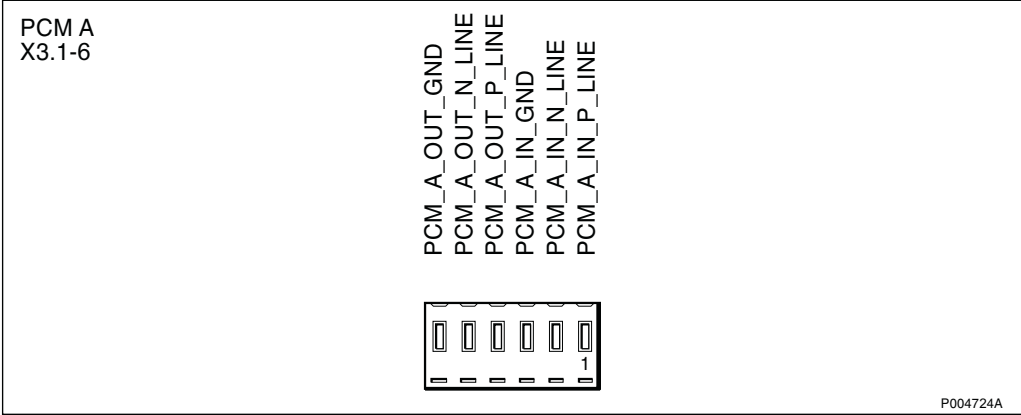 PCM A
X3.1-6
PCM_A_OUT_GND
PCM_A_OUT_N_LINE
PCM_A_OUT_P_LINE
PCM_A_IN_GND
PCM_A_IN_N_LINE
PCM_A_IN_P_LINE
1
P004724A